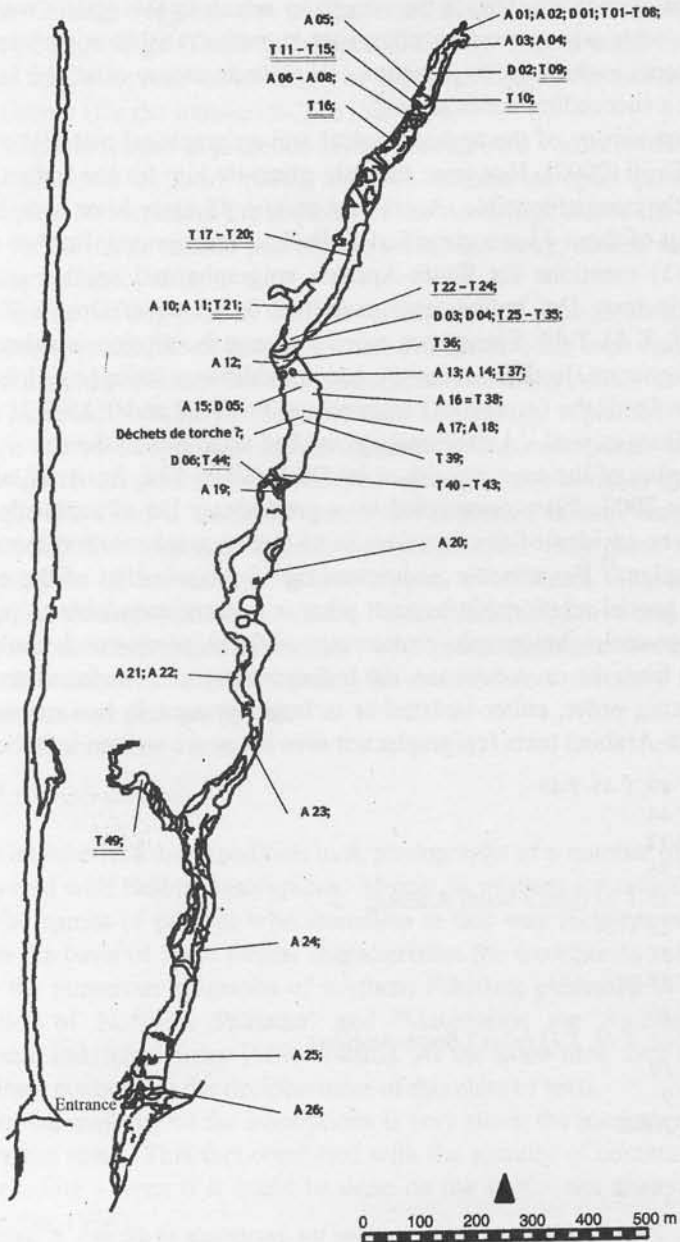 A 05;
A 01; A 02; D 01; T 01 – T 08;
T 11 – T 15;
A 03; A 04;
A 06 – A 08;
D 02; T 09;
T 16;
T 10;
T 17 – T 20;
T 22 – T 24;
A 10; A 11; T 21;
D 03; D 04; T 25 – T 35;
T 36;
A 12;
A 13; A 14; T 37;
A 15; D 05;
A 16 = T 38;
Déchets de torche ?;
A 17; A 18;
D 06; T 44;
T 39;
A 19;
T 40 – T 43;
A 20;
A 21; A 22;
A 23;
T 49;
A 24;
A 25;
Entrance
A 26;
0 100 200 300 400 500 m